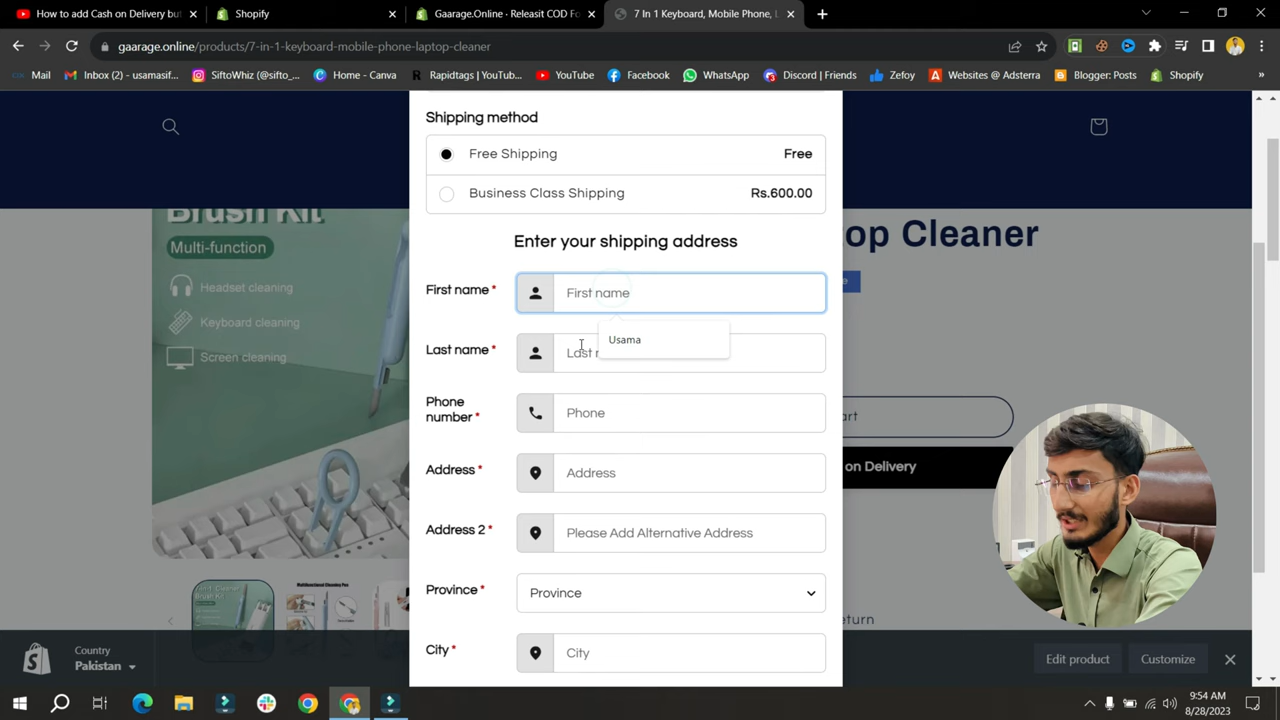 How to add Cash on Delivery bu
Shopify
Gaarage.Online - Releasit COD Fo
7 In 1 Keyboard, Mobile Phone, L
gaarage.online/products/7-in-1-keyboard-mobile-phone-laptop-cleaner
Mail
Inbox (2) - usamasif...
SiftoWhiz (@sifto_...
Home - Canva
Rapidtags | YouTub...
YouTube
Facebook
WhatsApp
Discord | Friends
Zefoy
Websites @ Adsterra
Blogger: Posts
Shopify
Shipping method
Free Shipping
Free
Business Class Shipping
Rs.600.00
Enter your shipping address
First name *
First name
Usama
Last name *
Last n
Phone number *
Phone
Address *
Address
Address 2 *
Please Add Alternative Address
Province *
Province
City *
City
Brush Kit
Multi-function
Headset cleaning
Keyboard cleaning
Screen cleaning
top Cleaner
e
art
on Delivery
eturn
Country
Pakistan
Edit product
Customize
9:54 AM
8/28/2023